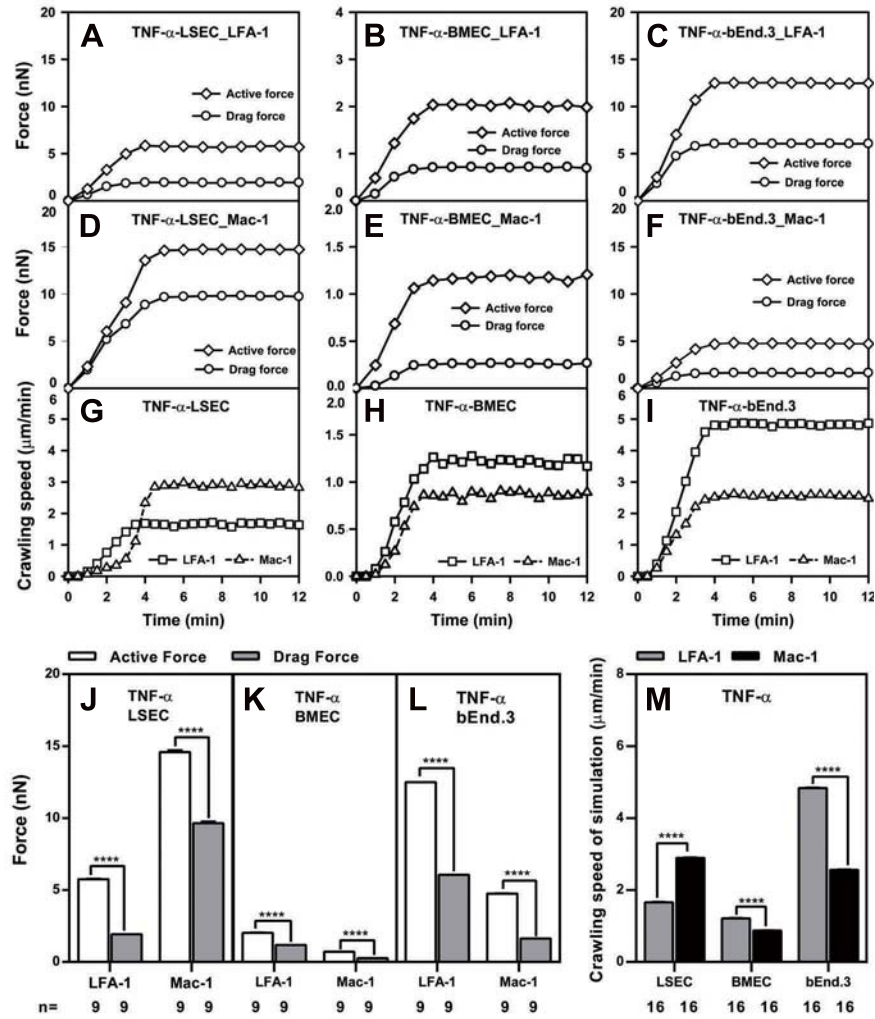 A TNF-α-LSEC_LFA-1
B TNF-α-BMEC_LFA-1
C TNF-α-bEnd.3_LFA-1
Force (nN)
20
15
10
5
0
Active force
Drag force
4
3
2
1
0
Active force
Drag force
20
15
10
5
0
Active force
Drag force
D TNF-α-LSEC_Mac-1
E TNF-α-BMEC_Mac-1
F TNF-α-bEnd.3_Mac-1
Force (nN)
20
15
10
5
0
Active force
Drag force
2.0
1.5
1.0
0.5
0.0
Active force
Drag force
20
15
10
5
0
Active force
Drag force
G TNF-α-LSEC
H TNF-α-BMEC
I TNF-α-bEnd.3
Crawling speed (μm/min)
6
5
4
3
2
1
0
LFA-1 Mac-1
2.0
1.5
1.0
0.5
0.0
LFA-1 Mac-1
6
5
4
3
2
1
0
LFA-1 Mac-1
0 2 4 6 8 10 12
0 2 4 6 8 10 12
0 2 4 6 8 10 12
Time (min)
Time (min)
Time (min)
Active Force Drag Force
Force (nN)
20
15
10
5
0
J TNF-α
LSEC
****
****
K TNF-α
BMEC
****
****
L TNF-α
bEnd.3
****
****
LFA-1 Mac-1 LFA-1 Mac-1 LFA-1 Mac-1
n= 9 9 9 9 9 9 9 9 9 9 9 9
LFA-1 Mac-1
M TNF-α
Crawling speed of simulation (μm/min)
8
6
4
2
0
****
****
****
LSEC BMEC bEnd.3
16 16 16 16 16 16